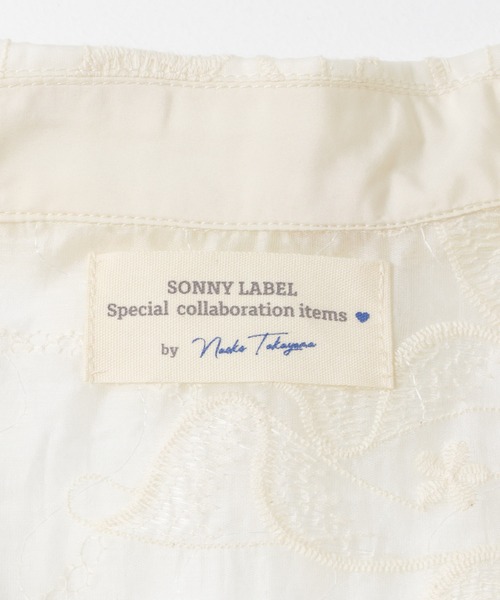 SONNY LABEL
Special collaboration items
by Naoko Takayama